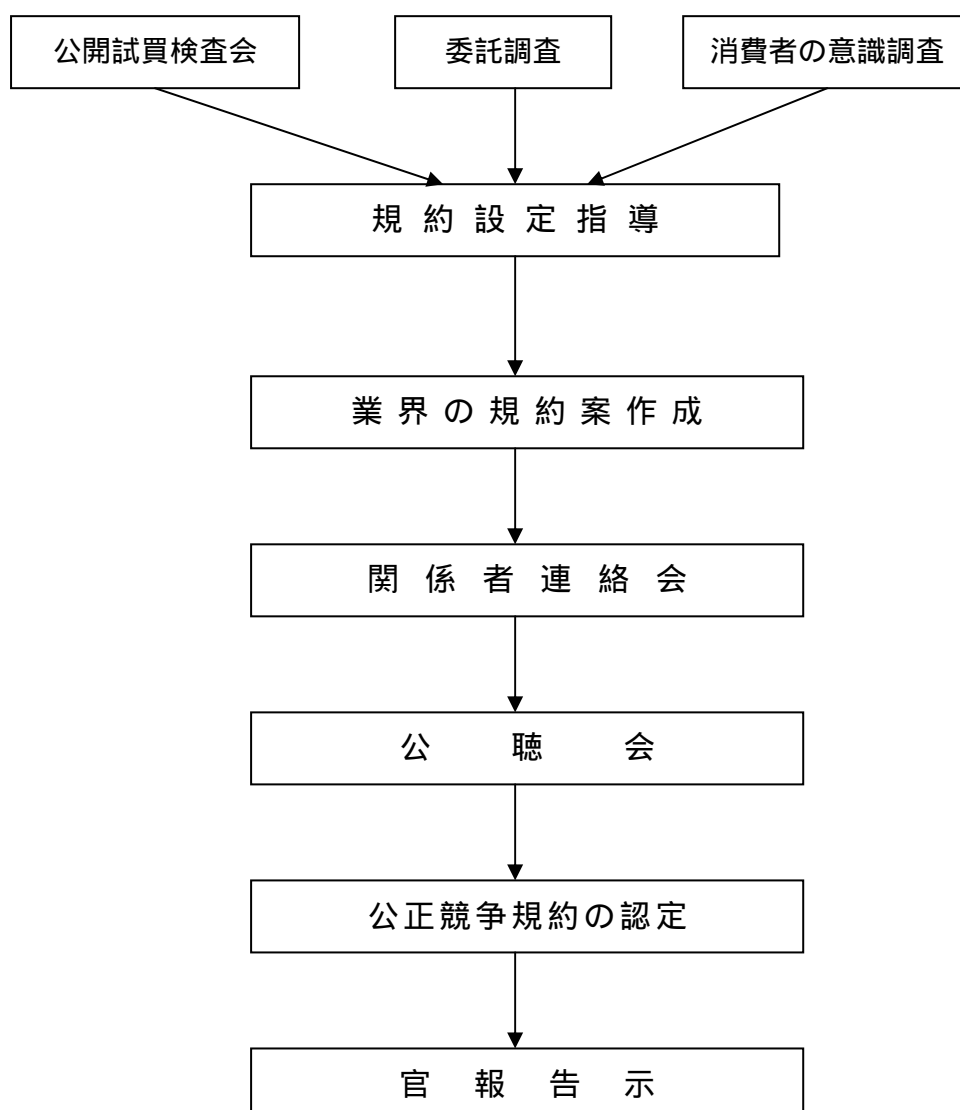 公開試買検査会
委託調査
消費者の意識調査
規約設定指導
業界の規約案作成
関係者連絡会
公聴会
公正競争規約の認定
官報告示